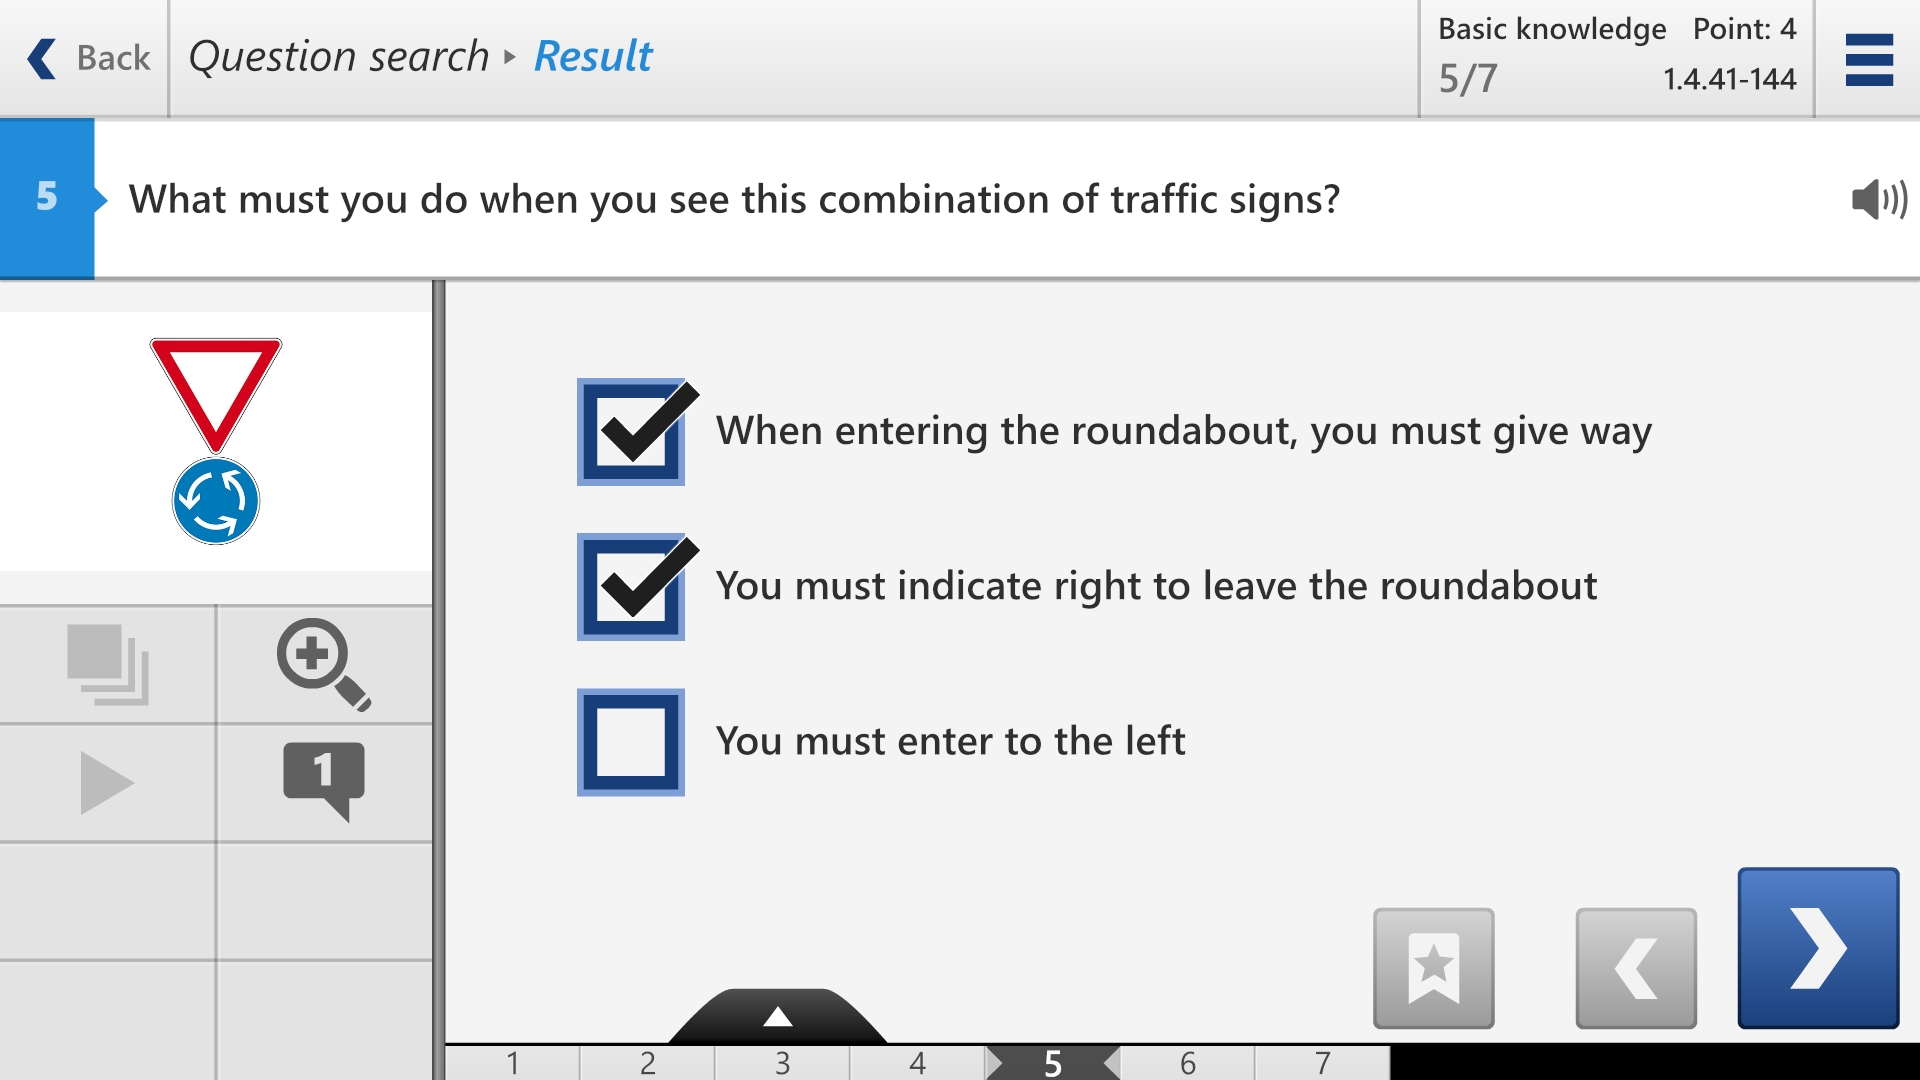 Back
Question search ▸ Result
Basic knowledge Point: 4
5/7 1.4.41-144
5 What must you do when you see this combination of traffic signs?
When entering the roundabout, you must give way
You must indicate right to leave the roundabout
You must enter to the left
1
1 2 3 4 5 6 7